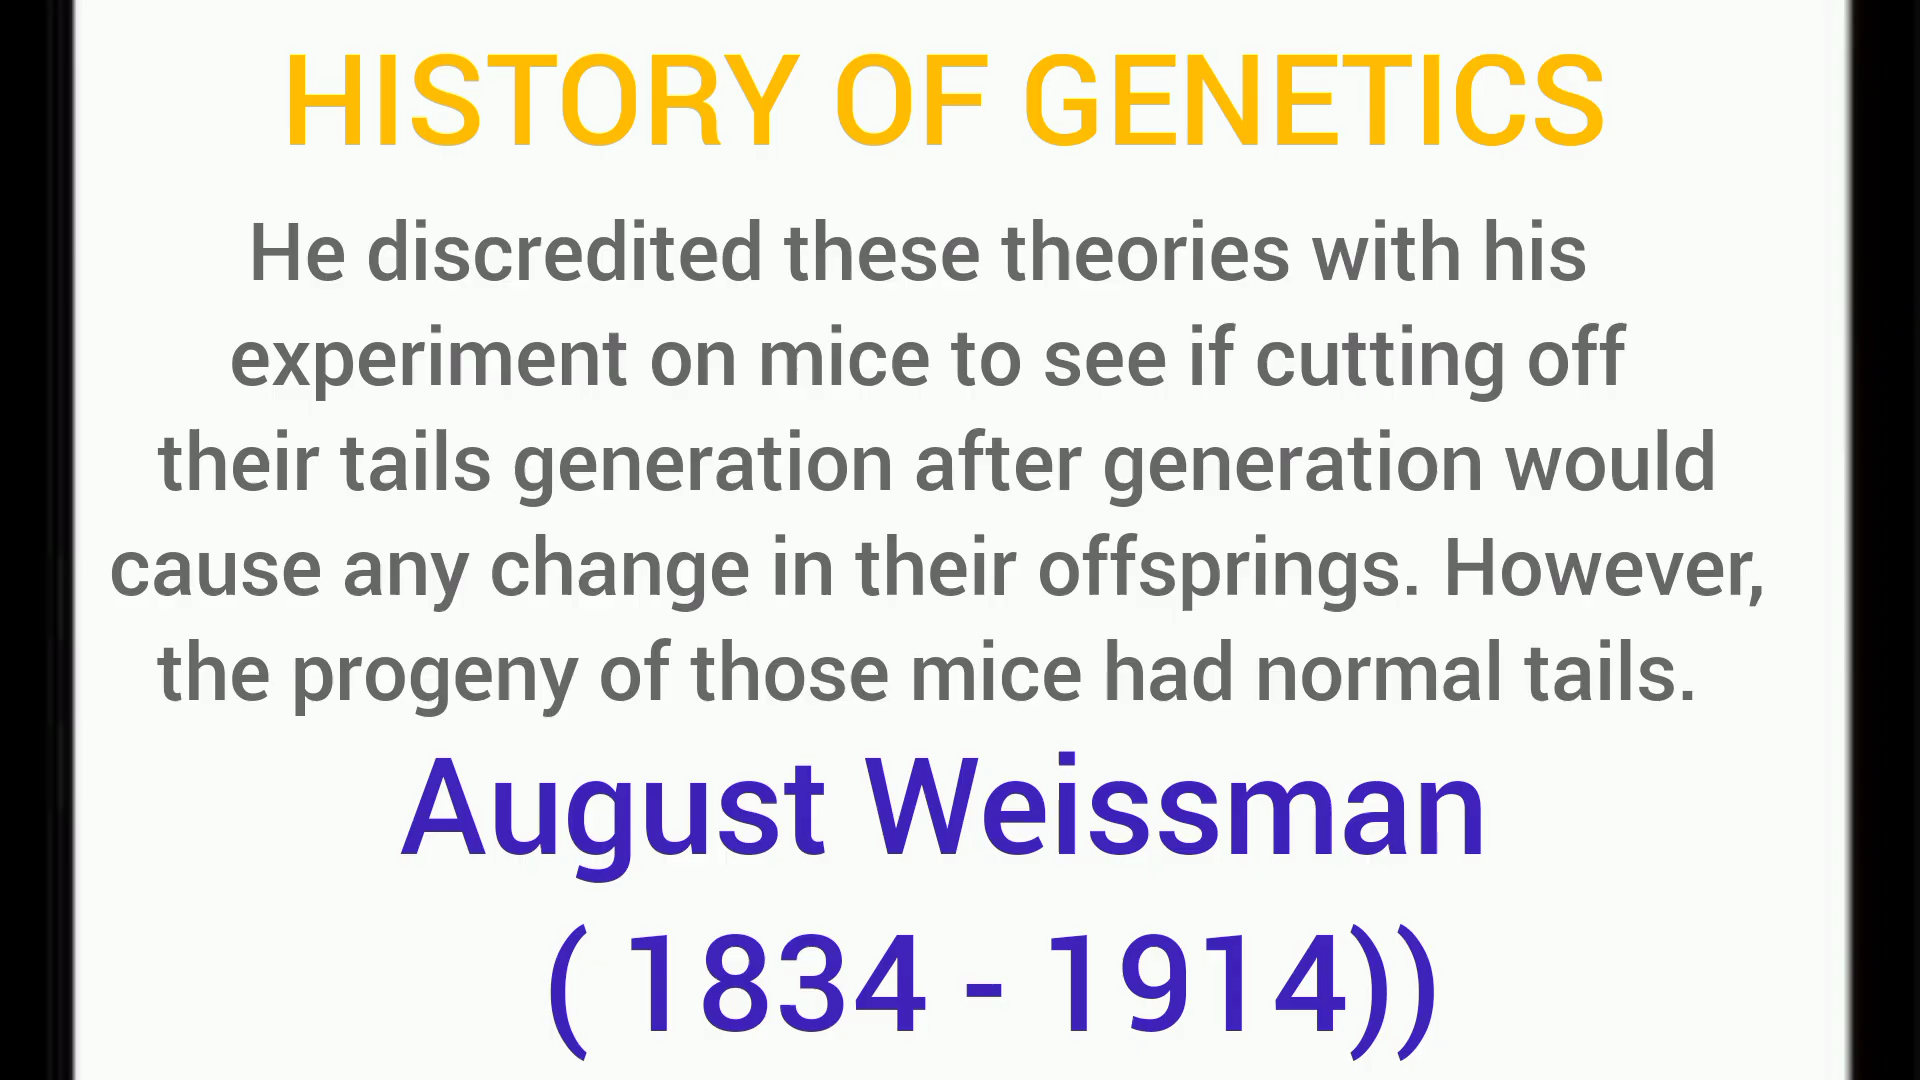 HISTORY OF GENETICS
He discredited these theories with his
experiment on mice to see if cutting off
their tails generation after generation would
cause any change in their offsprings. However,
the progeny of those mice had normal tails.
August Weissman
( 1834 - 1914))